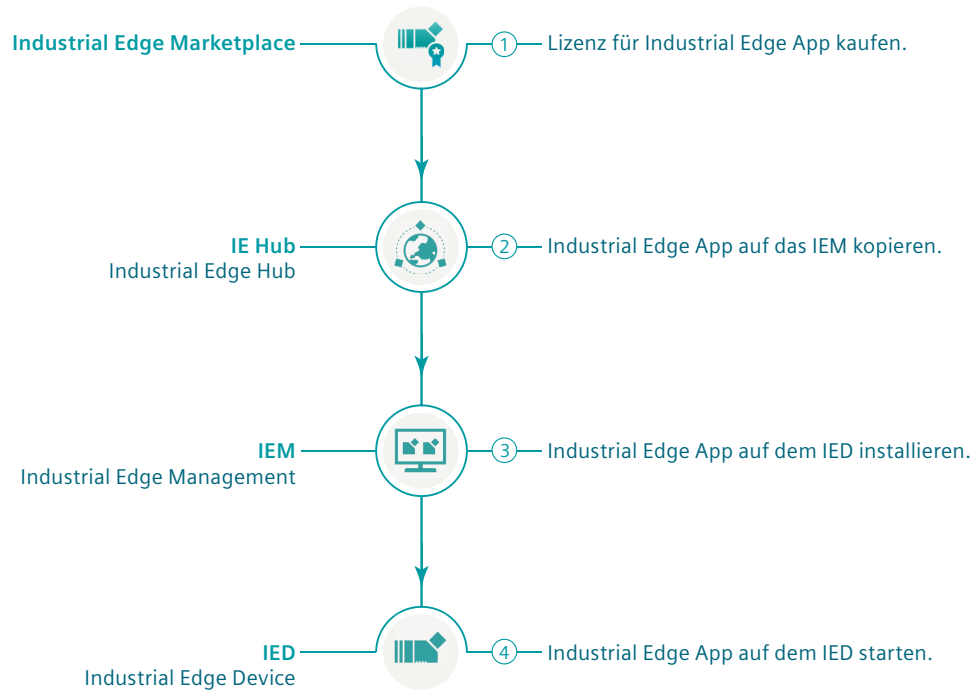 Industrial Edge Marketplace
1
Lizenz für Industrial Edge App kaufen.
IE Hub
Industrial Edge Hub
2
Industrial Edge App auf das IEM kopieren.
IEM
Industrial Edge Management
3
Industrial Edge App auf dem IED installieren.
IED
Industrial Edge Device
4
Industrial Edge App auf dem IED starten.